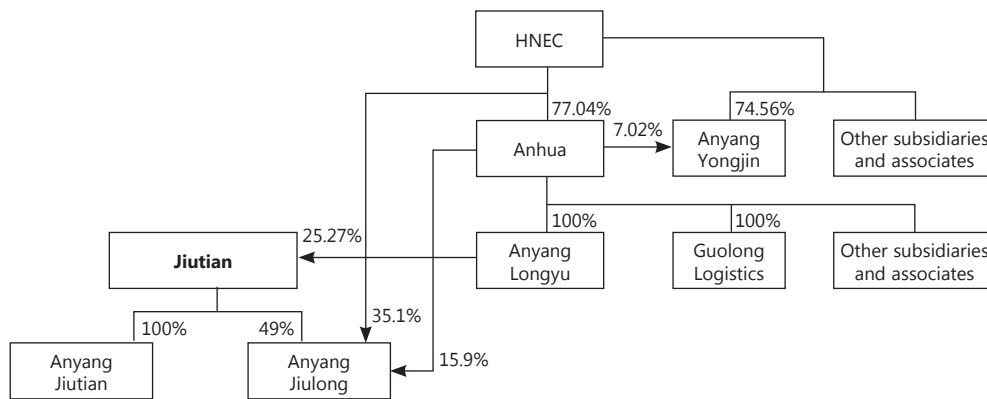 HNEC
77.04%
74.56%
7.02%
Anhua
Anyang
Yongjin
Other subsidiaries
and associates
25.27%
100%
100%
Jiutian
Anyang
Longyu
Guolong
Logistics
Other subsidiaries
and associates
100%
49%
35.1%
15.9%
Anyang
Jiutian
Anyang
Jiulong